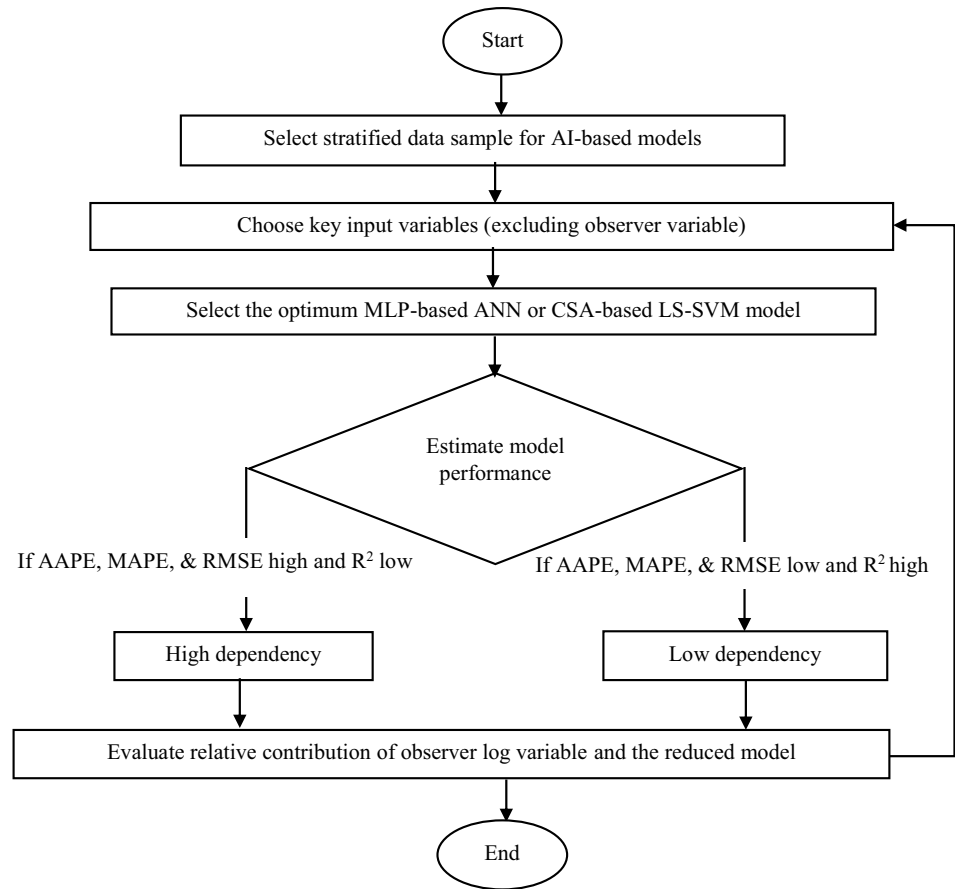 Start
Select stratified data sample for AI-based models
Choose key input variables (excluding observer variable)
Select the optimum MLP-based ANN or CSA-based LS-SVM model
Estimate model
performance
If AAPE, MAPE, & RMSE high and R² low
If AAPE, MAPE, & RMSE low and R² high
High dependency
Low dependency
Evaluate relative contribution of observer log variable and the reduced model
End